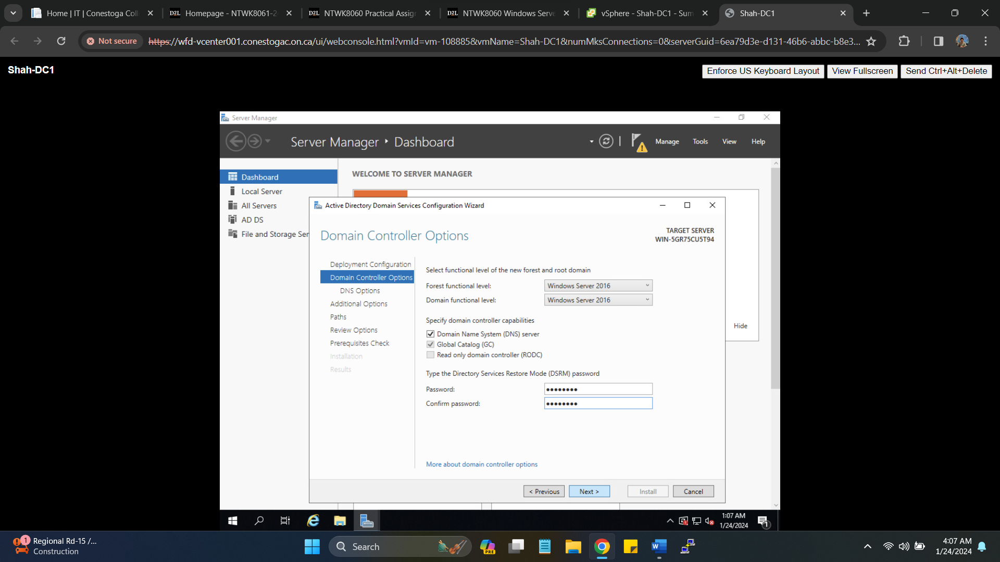 Home | IT | Conestoga Coll
D2L Homepage - NTWK8061-2
D2L NTWK8060 Practical Assig
D2L NTWK8060 Windows Serve
vSphere - Shah-DC1 - Sum
Shah-DC1
Not secure
https://wfd-vcenter001.conestogac.on.ca/ui/webconsole.html?vmId=vm-108885&vmName=Shah-DC1&numMksConnections=0&serverGuid=6ea79d3e-d131-46b6-abbc-b8e3...
Shah-DC1
Enforce US Keyboard Layout
View Fullscreen
Send Ctrl+Alt+Delete
Server Manager
Server Manager ‣ Dashboard
Manage
Tools
View
Help
Dashboard
Local Server
All Servers
AD DS
File and Storage Ser
WELCOME TO SERVER MANAGER
Active Directory Domain Services Configuration Wizard
Domain Controller Options
TARGET SERVER
WIN-5GR75CU5T94
Deployment Configuration
Domain Controller Options
DNS Options
Additional Options
Paths
Review Options
Prerequisites Check
Installation
Results
Select functional level of the new forest and root domain
Forest functional level: Windows Server 2016
Domain functional level: Windows Server 2016
Specify domain controller capabilities
Domain Name System (DNS) server
Global Catalog (GC)
Read only domain controller (RODC)
Type the Directory Services Restore Mode (DSRM) password
Password: ●●●●●●●●
Confirm password: ●●●●●●●●
More about domain controller options
Hide
< Previous
Next >
Install
Cancel
1:07 AM
1/24/2024
1
1
Regional Rd-15 /...
Construction
Search
PRE
W
4:07 AM
1/24/2024